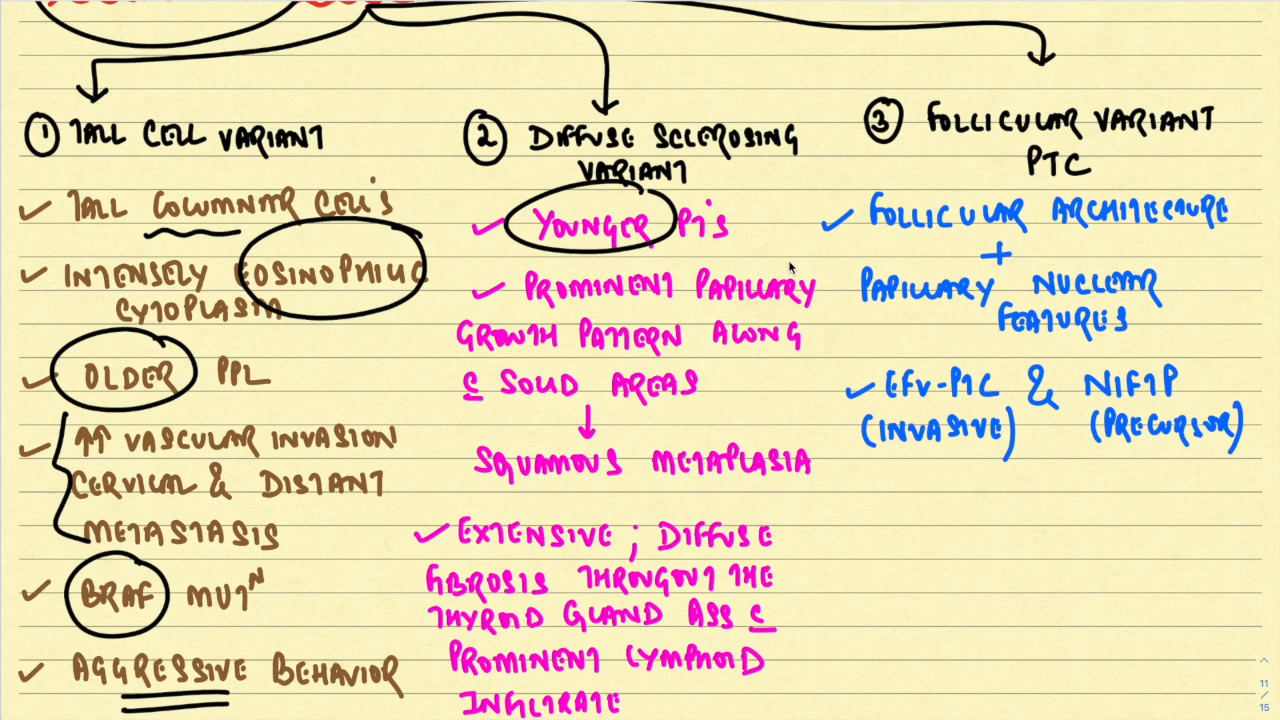 ① TALL CELL VARIANT
✓ TALL COLUMNAR CELL'S
✓ INTENSELY EOSINOPHILIC
CYTOPLASM
✓ OLDER PPL
✓ ↑↑ VASCULAR INVASION
CERVICAL & DISTANT
METASTASIS
✓ BRAF MUTᴺ
✓ AGGRESSIVE BEHAVIOR
② DIFFUSE SCLEROSING
VARIANT
✓ YOUNGER PT'S
✓ PROMINENT PAPILLARY
GROWTH PATTERN ALONG
C̲ SOLID AREAS
↓
SQUAMOUS METAPLASIA
✓ EXTENSIVE ; DIFFUSE
FIBROSIS THROUGOUT THE
THYROID GLAND ASS C̲
PROMINENT LYMPHOID
INFILTRATE
③ FOLLICULAR VARIANT
PTC
✓ FOLLICULAR ARCHITECTURE
+
PAPILLARY NUCLEAR
FEATURES
✓ EFV-PTC & NIFTP
(INVASIVE) (PRECURSOR)
11
/
15